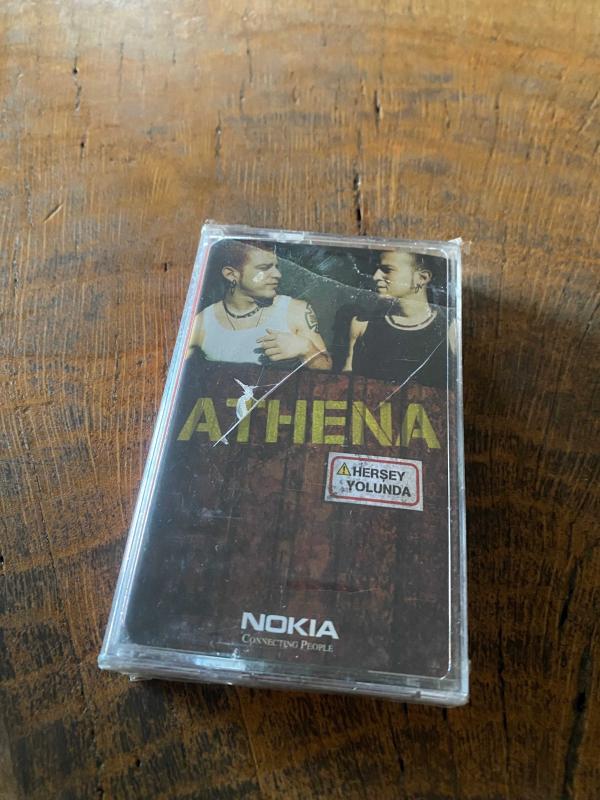 ATHENA
HERŞEY
YOLUNDA
NOKIA
CONNECTING PEOPLE